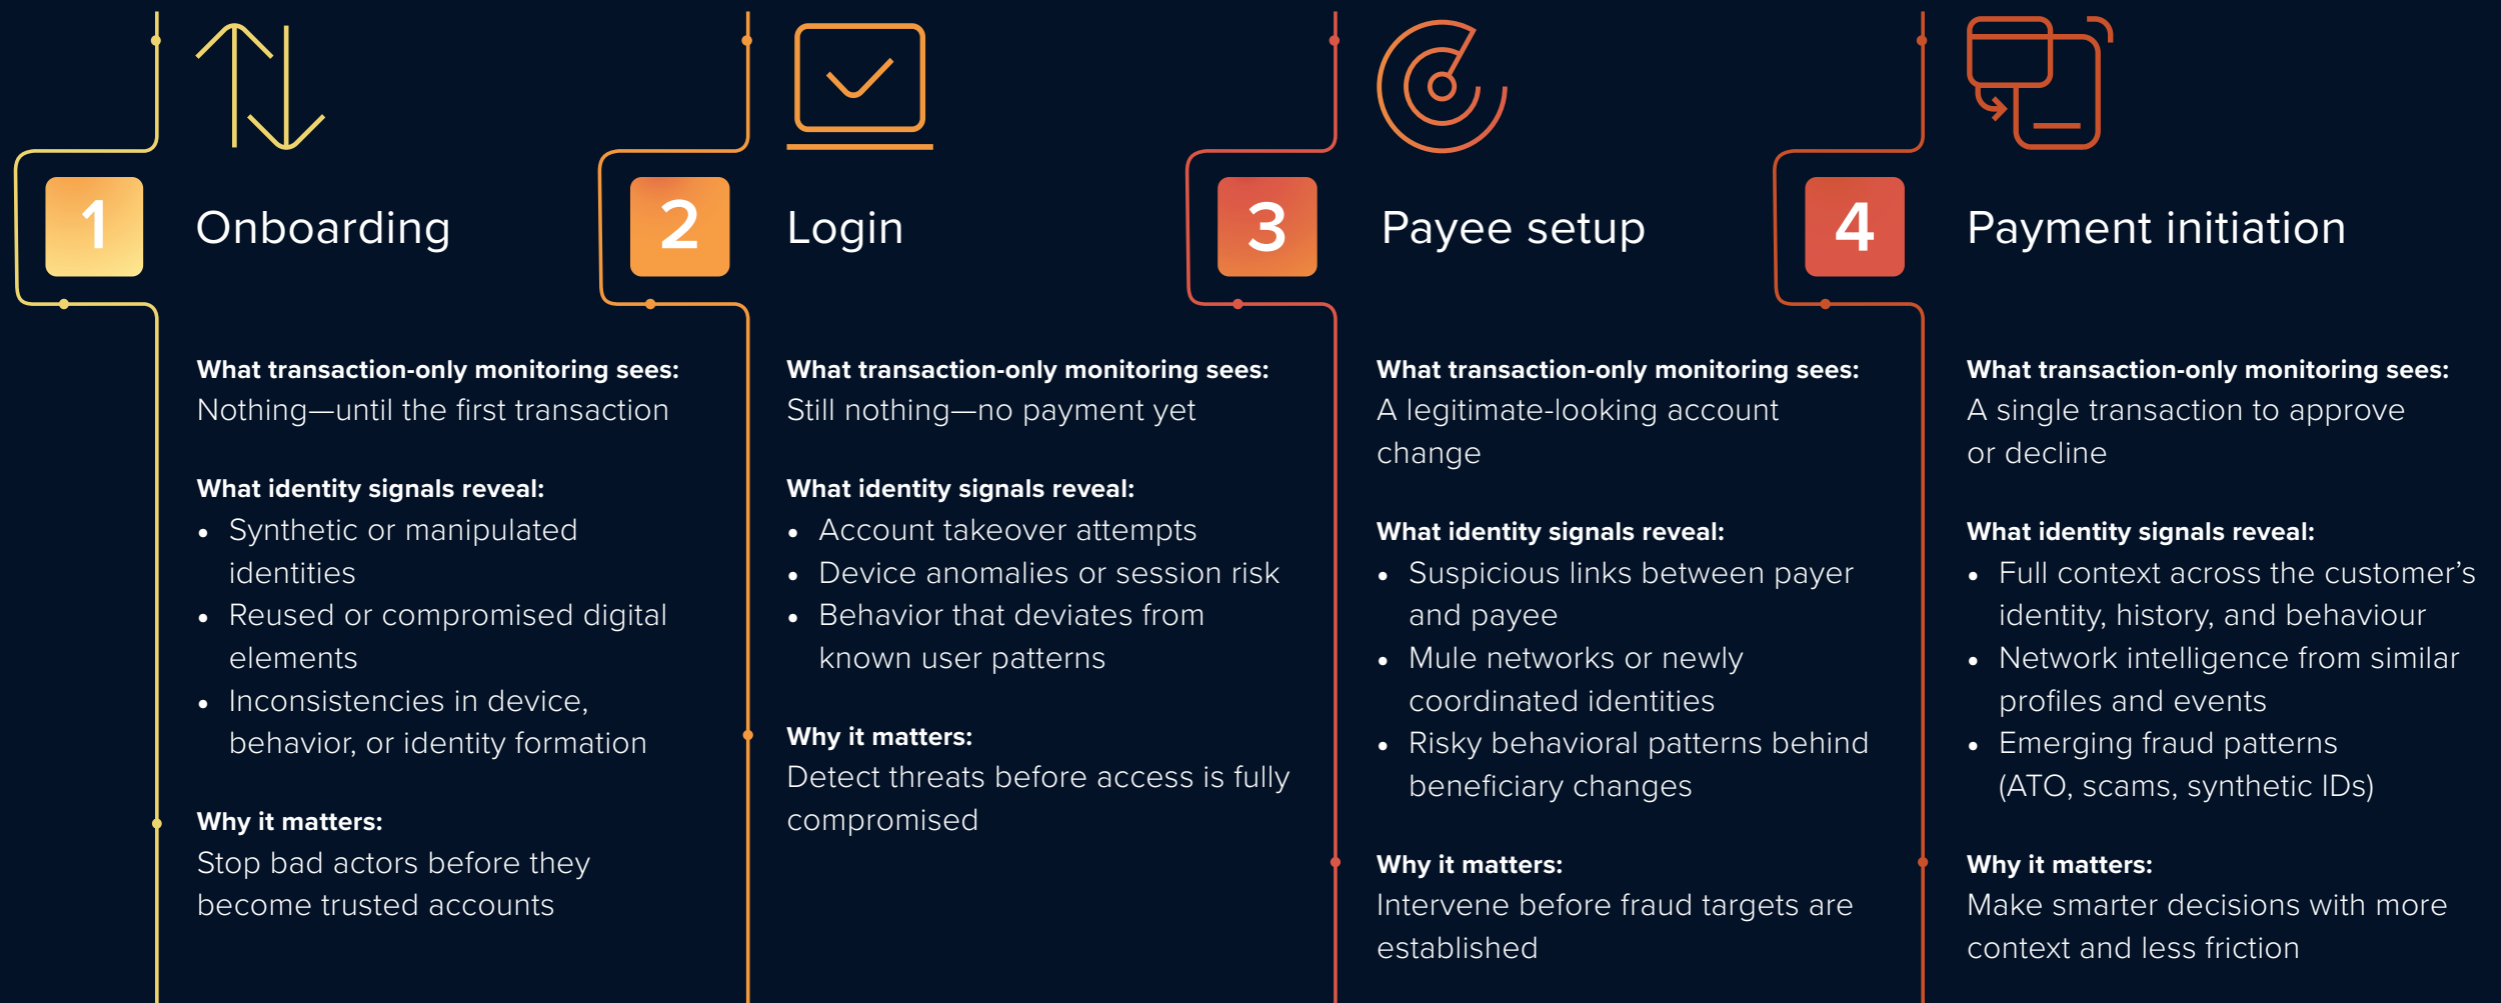 1
Onboarding
What transaction-only monitoring sees:
Nothing—until the first transaction
What identity signals reveal:
• Synthetic or manipulated
identities
• Reused or compromised digital
elements
• Inconsistencies in device,
behavior, or identity formation
Why it matters:
Stop bad actors before they
become trusted accounts
2
Login
What transaction-only monitoring sees:
Still nothing—no payment yet
What identity signals reveal:
• Account takeover attempts
• Device anomalies or session risk
• Behavior that deviates from
known user patterns
Why it matters:
Detect threats before access is fully
compromised
3
Payee setup
What transaction-only monitoring sees:
A legitimate-looking account
change
What identity signals reveal:
• Suspicious links between payer
and payee
• Mule networks or newly
coordinated identities
• Risky behavioral patterns behind
beneficiary changes
Why it matters:
Intervene before fraud targets are
established
4
Payment initiation
What transaction-only monitoring sees:
A single transaction to approve
or decline
What identity signals reveal:
• Full context across the customer’s
identity, history, and behaviour
• Network intelligence from similar
profiles and events
• Emerging fraud patterns
(ATO, scams, synthetic IDs)
Why it matters:
Make smarter decisions with more
context and less friction